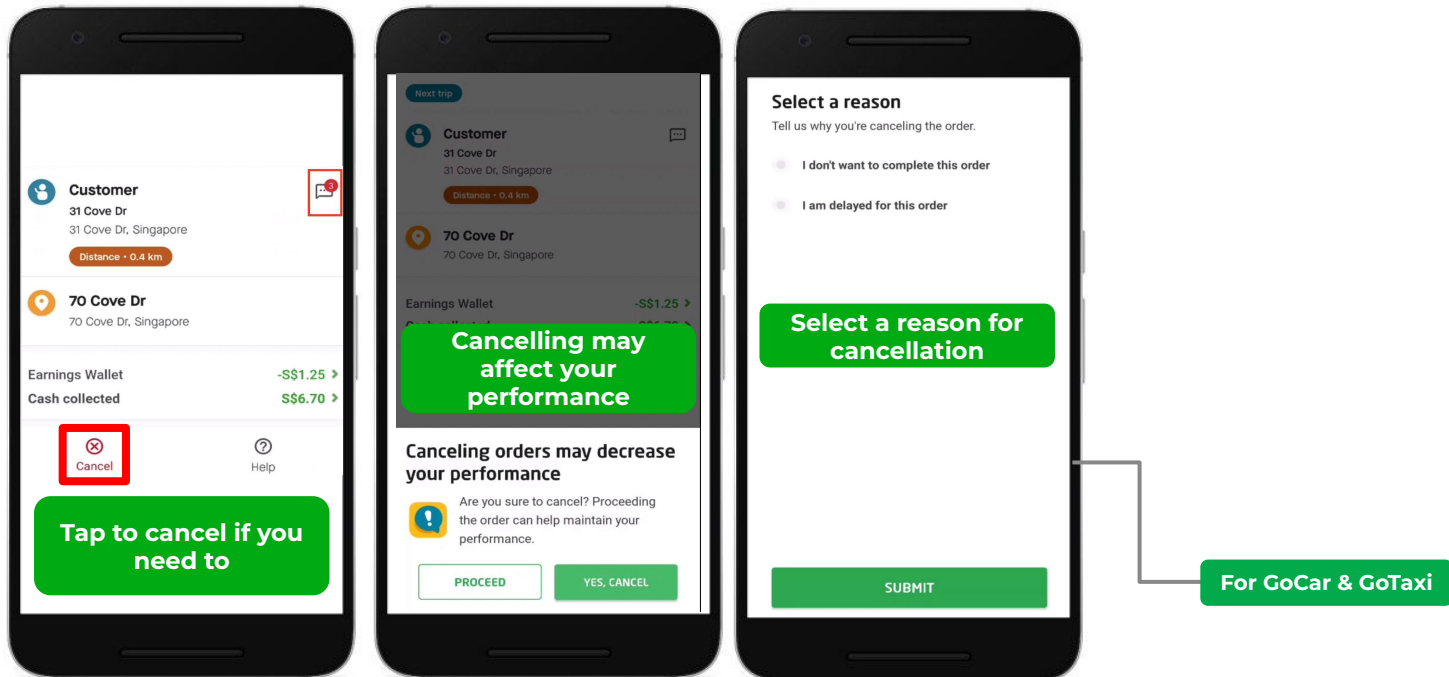 Customer
3
31 Cove Dr
31 Cove Dr, Singapore
Distance • 0.4 km
70 Cove Dr
70 Cove Dr, Singapore
Earnings Wallet -S$1.25 >
Cash collected S$6.70 >
Cancel
Help
Tap to cancel if you
need to
Next trip
Customer
31 Cove Dr
31 Cove Dr, Singapore
Distance • 0.4 km
70 Cove Dr
70 Cove Dr, Singapore
Earnings Wallet -S$1.25 >
Cancelling may
affect your
performance
Canceling orders may decrease
your performance
Are you sure to cancel? Proceeding
the order can help maintain your
performance.
PROCEED
YES, CANCEL
Select a reason
Tell us why you're canceling the order.
I don't want to complete this order
I am delayed for this order
Select a reason for
cancellation
SUBMIT
For GoCar & GoTaxi